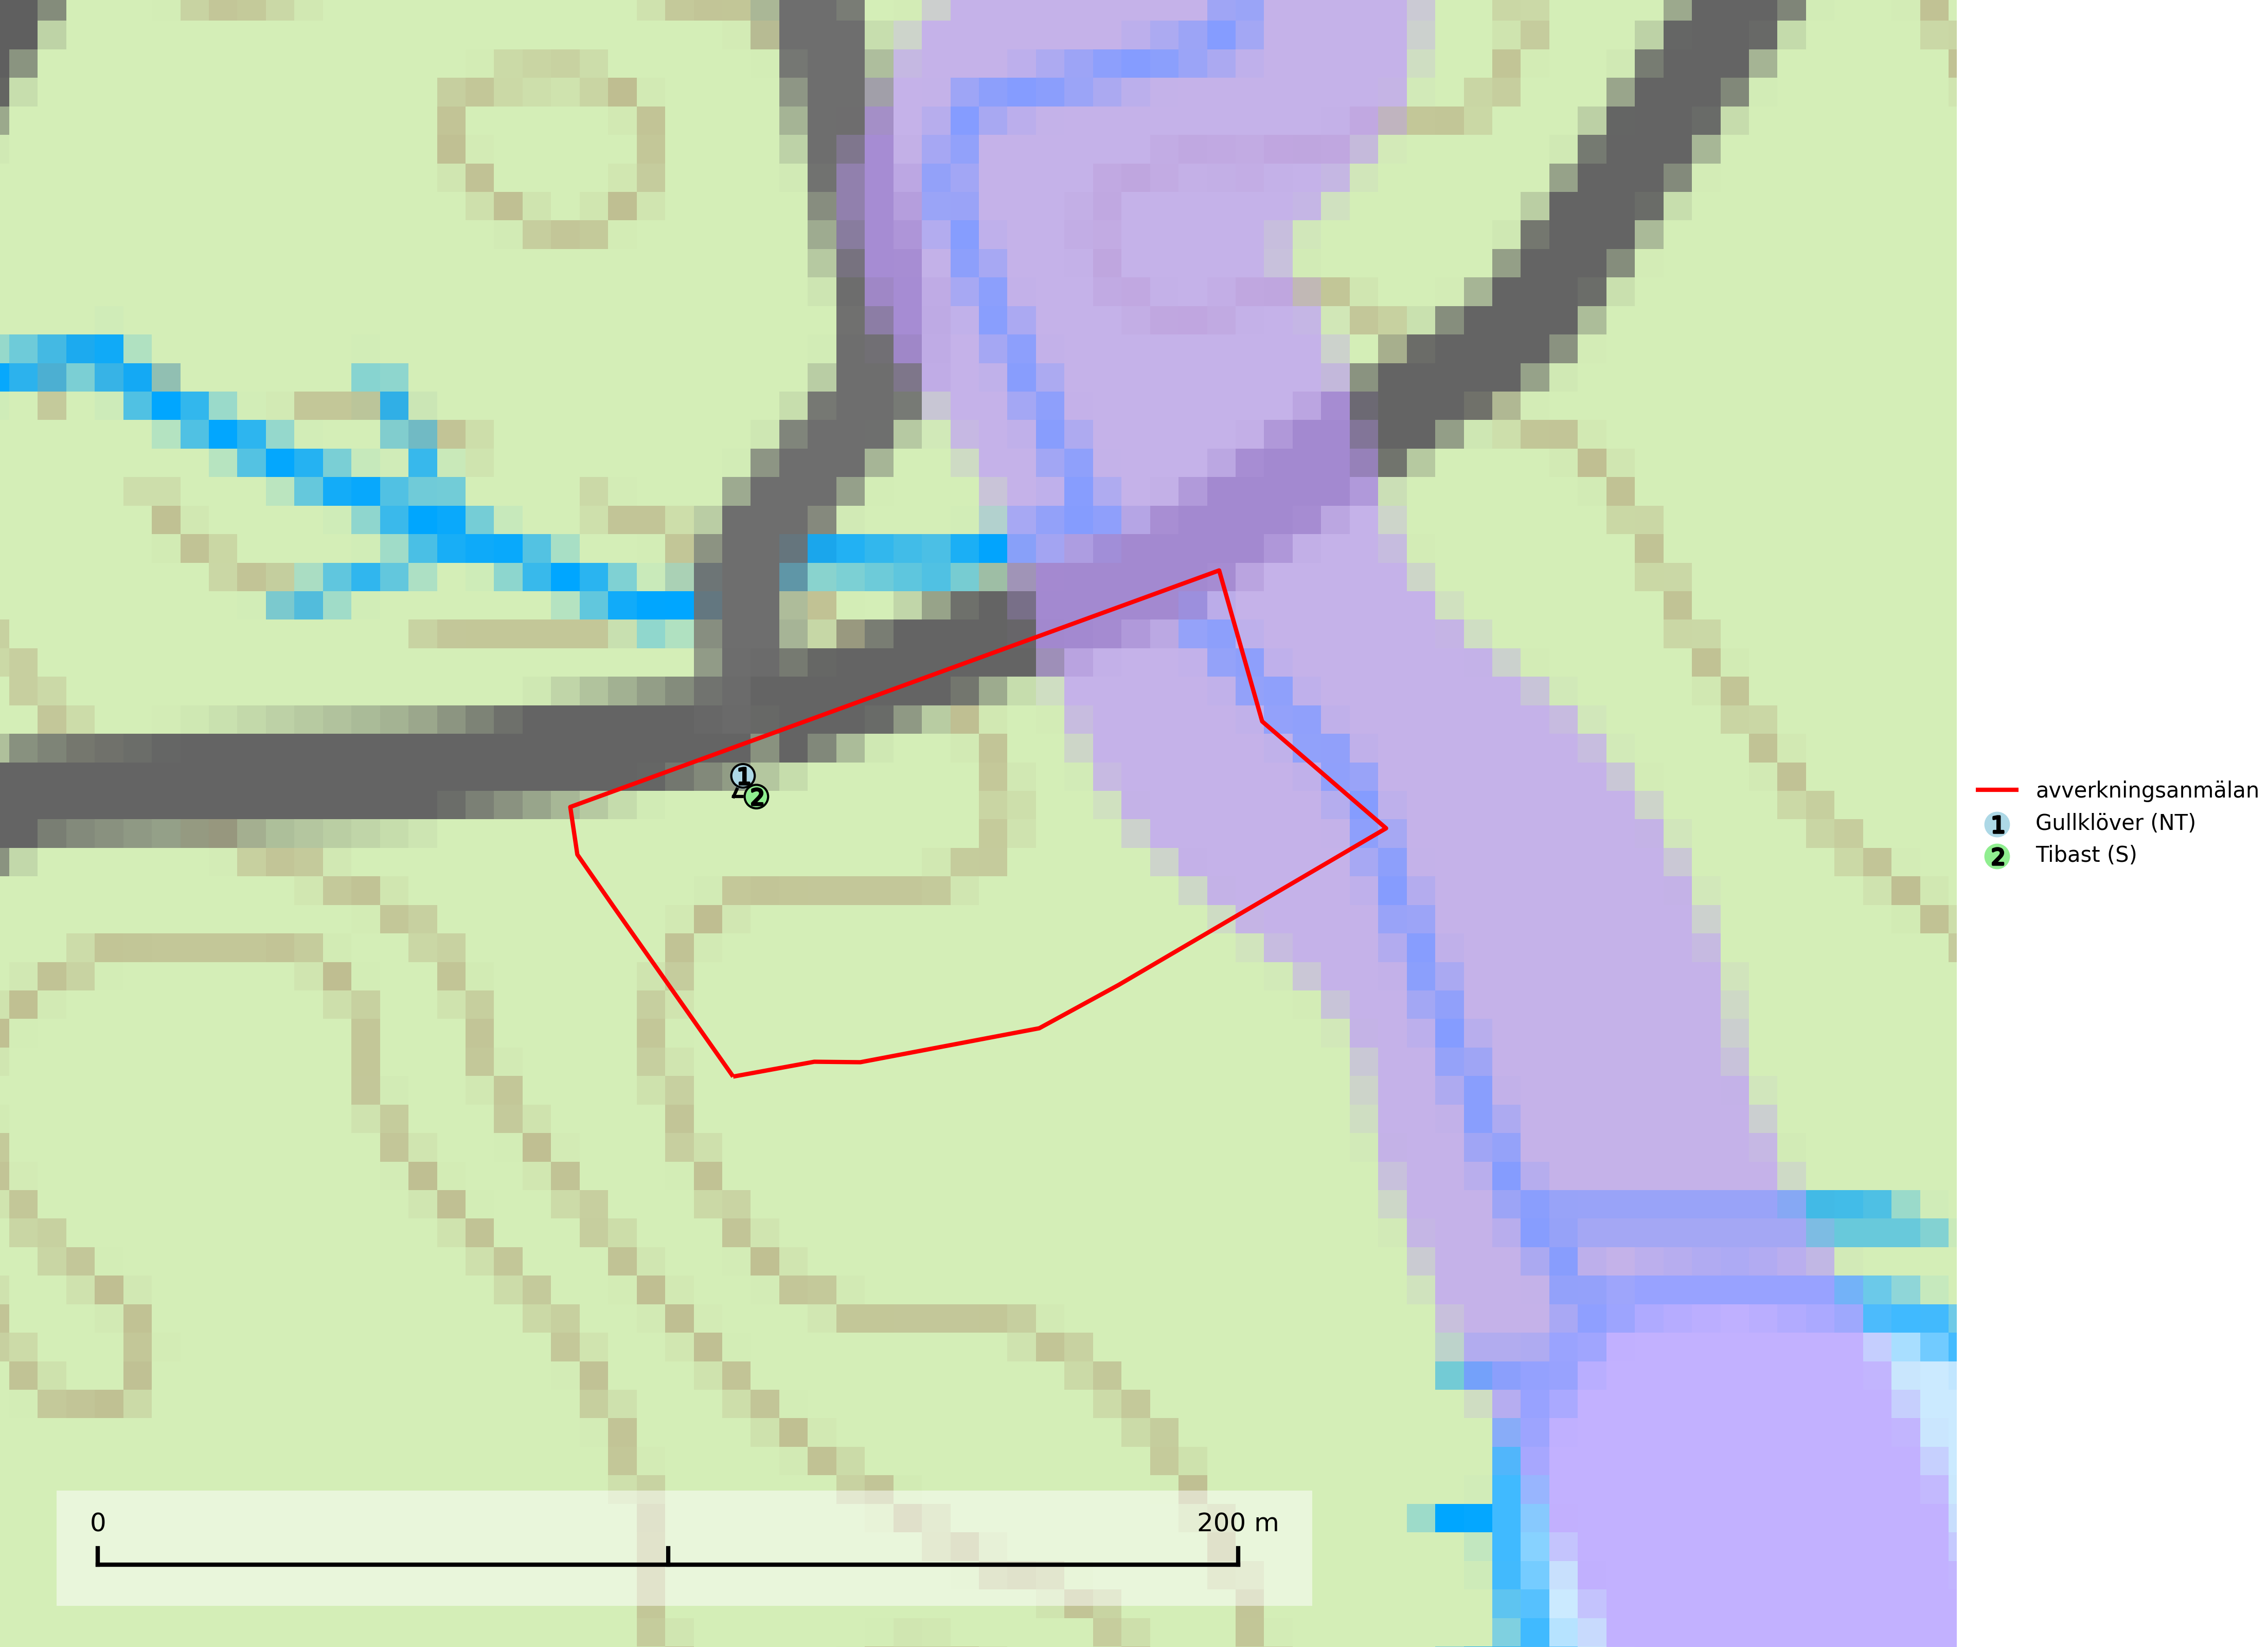 1
2
avverkningsanmälan
1 Gullklöver (NT)
2 Tibast (S)
0 200 m